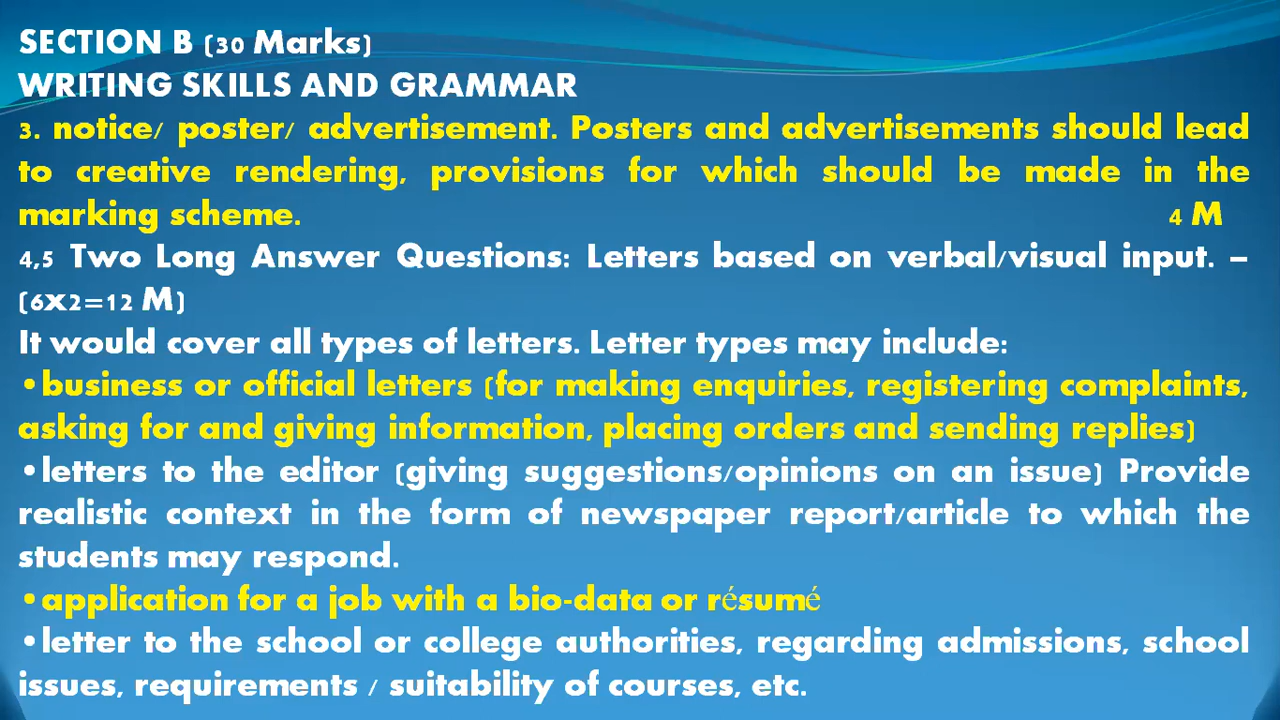 SECTION B (30 Marks)
WRITING SKILLS AND GRAMMAR
3. notice/ poster/ advertisement. Posters and advertisements should lead
to creative rendering, provisions for which should be made in the
marking scheme. 4 M
4,5 Two Long Answer Questions: Letters based on verbal/visual input. –
(6x2=12 M)
It would cover all types of letters. Letter types may include:
•business or official letters (for making enquiries, registering complaints,
asking for and giving information, placing orders and sending replies)
•letters to the editor (giving suggestions/opinions on an issue) Provide
realistic context in the form of newspaper report/article to which the
students may respond.
•application for a job with a bio-data or résumé
•letter to the school or college authorities, regarding admissions, school
issues, requirements / suitability of courses, etc.